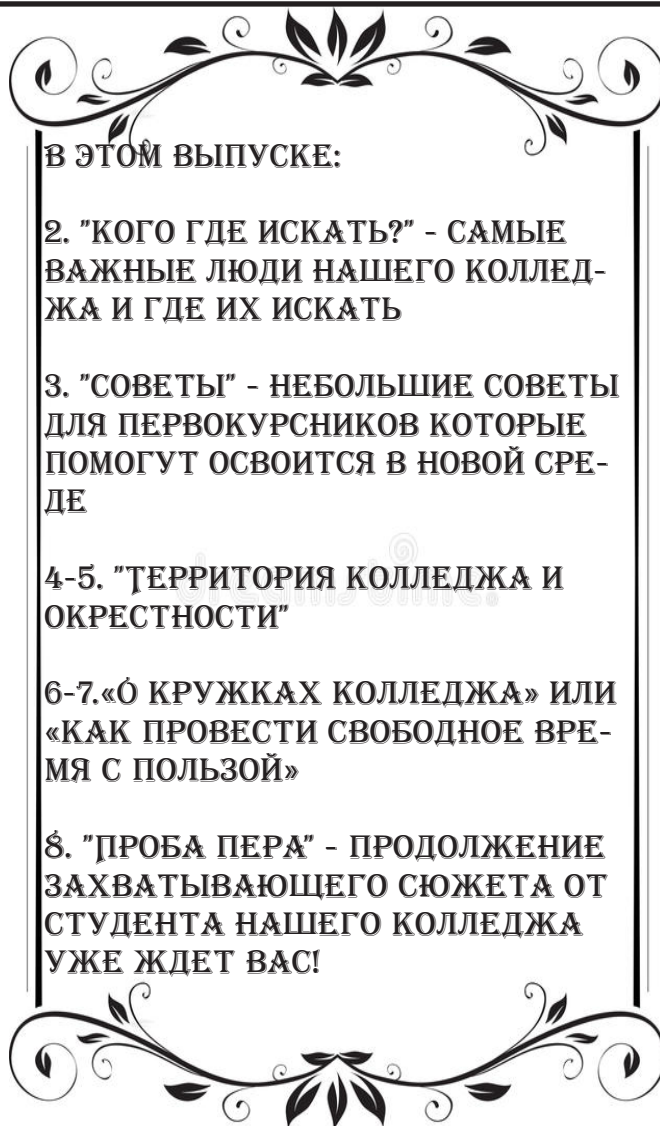 В ЭТОМ ВЫПУСКЕ:
2. "КОГО ГДЕ ИСКАТЬ?" - САМЫЕ
ВАЖНЫЕ ЛЮДИ НАШЕГО КОЛЛЕД-
ЖА И ГДЕ ИХ ИСКАТЬ
3. "СОВЕТЫ" - НЕБОЛЬШИЕ СОВЕТЫ
ДЛЯ ПЕРВОКУРСНИКОВ КОТОРЫЕ
ПОМОГУТ ОСВОИТСЯ В НОВОЙ СРЕ-
ДЕ
4-5. "ТЕРРИТОРИЯ КОЛЛЕДЖА И
ОКРЕСТНОСТИ"
6-7.«О КРУЖКАХ КОЛЛЕДЖА» ИЛИ
«КАК ПРОВЕСТИ СВОБОДНОЕ ВРЕ-
МЯ С ПОЛЬЗОЙ»
8. "ПРОБА ПЕРА" - ПРОДОЛЖЕНИЕ
ЗАХВАТЫВАЮЩЕГО СЮЖЕТА ОТ
СТУДЕНТА НАШЕГО КОЛЛЕДЖА
УЖЕ ЖДЕТ ВАС!